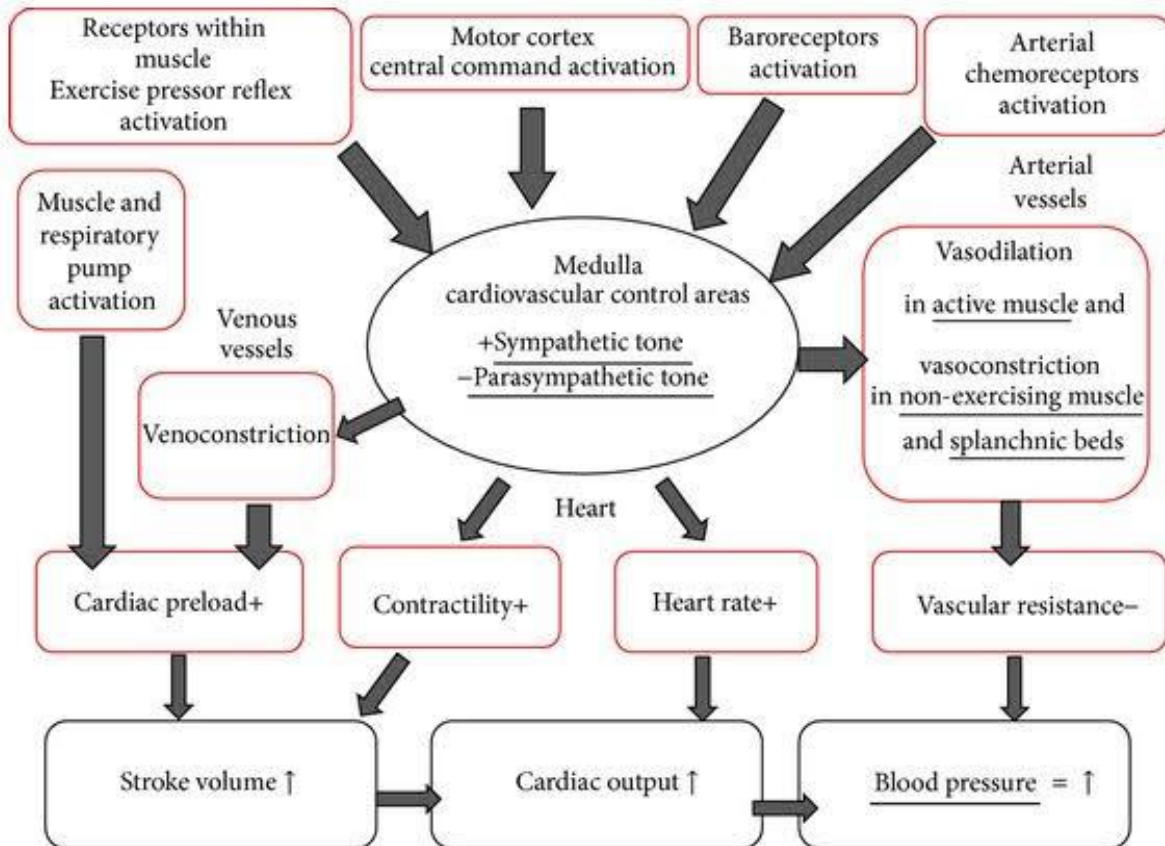 Receptors within
muscle
Exercise pressor reflex
activation
Motor cortex
central command activation
Baroreceptors
activation
Arterial
chemoreceptors
activation
Muscle and
respiratory
pump
activation
Medulla
cardiovascular control areas
+Sympathetic tone
−Parasympathetic tone
Arterial
vessels
Vasodilation
in active muscle and
vasoconstriction
in non-exercising muscle
and splanchnic beds
Venous
vessels
Venoconstriction
Heart
Cardiac preload+
Contractility+
Heart rate+
Vascular resistance−
Stroke volume ↑
Cardiac output ↑
Blood pressure = ↑